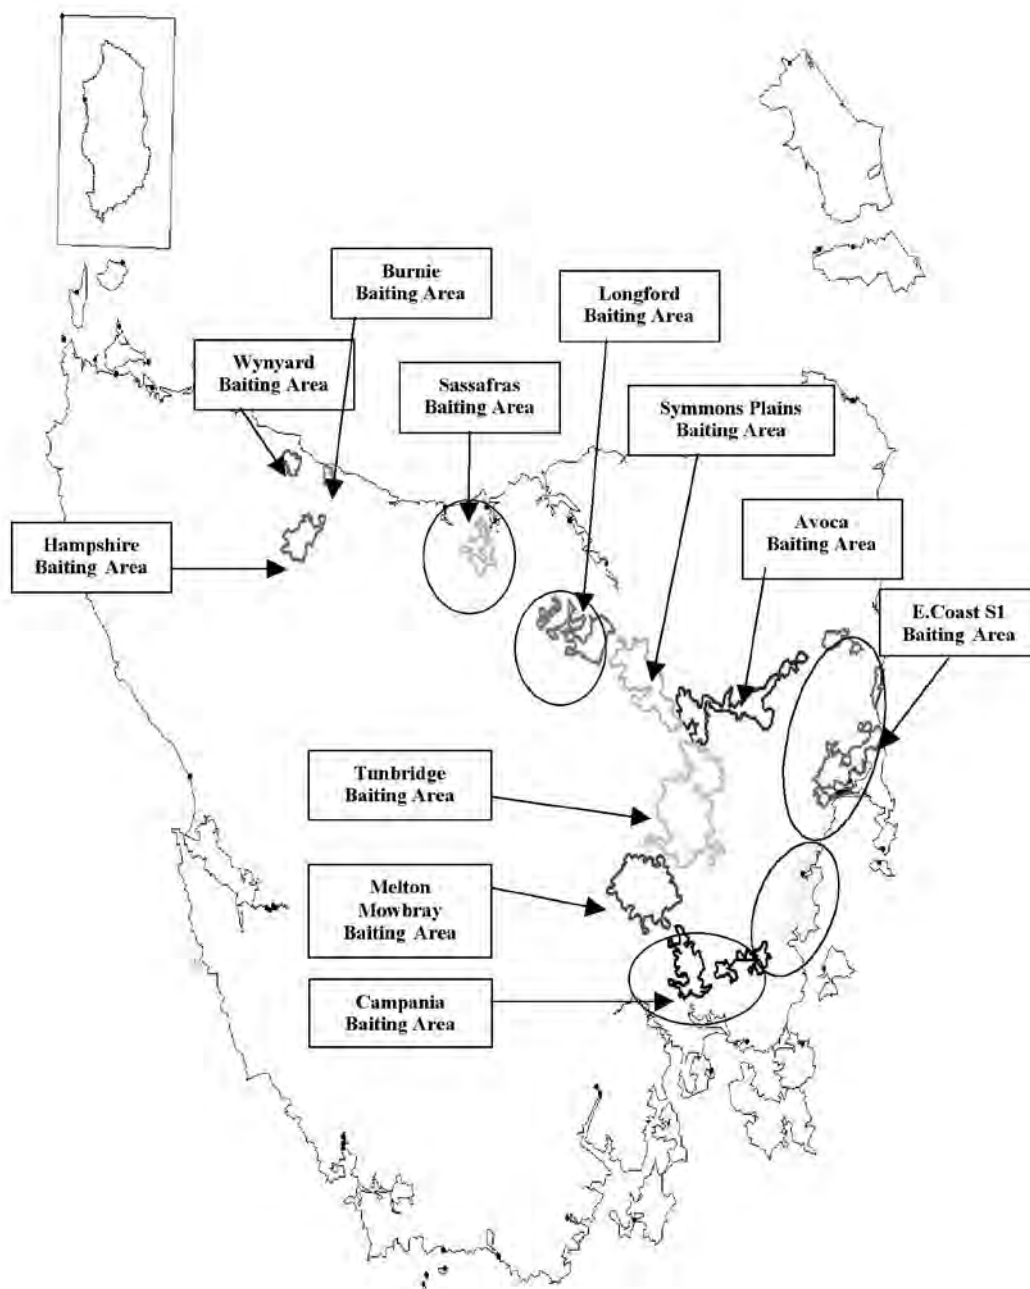 Burnie
Baiting Area
Longford
Baiting Area
Wynyard
Baiting Area
Sassafras
Baiting Area
Symmons Plains
Baiting Area
Avoca
Baiting Area
Hampshire
Baiting Area
E.Coast S1
Baiting Area
Tunbridge
Baiting Area
Melton
Mowbray
Baiting Area
Campania
Baiting Area